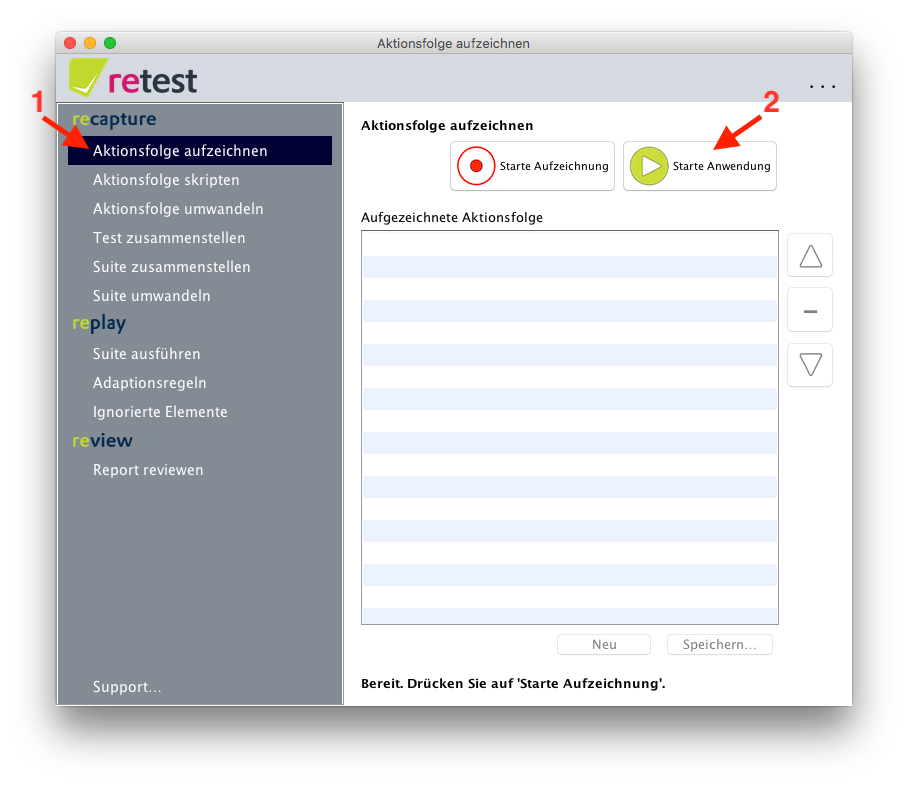 Aktionsfolge aufzeichnen
retest
...
1
recapture
Aktionsfolge aufzeichnen
Aktionsfolge skripten
Aktionsfolge umwandeln
Test zusammenstellen
Suite zusammenstellen
Suite umwandeln
replay
Suite ausführen
Adaptionsregeln
Ignorierte Elemente
review
Report reviewen
Support...
2
Aktionsfolge aufzeichnen
Starte Aufzeichnung
Starte Anwendung
Aufgezeichnete Aktionsfolge
Neu
Speichern...
Bereit. Drücken Sie auf 'Starte Aufzeichnung'.